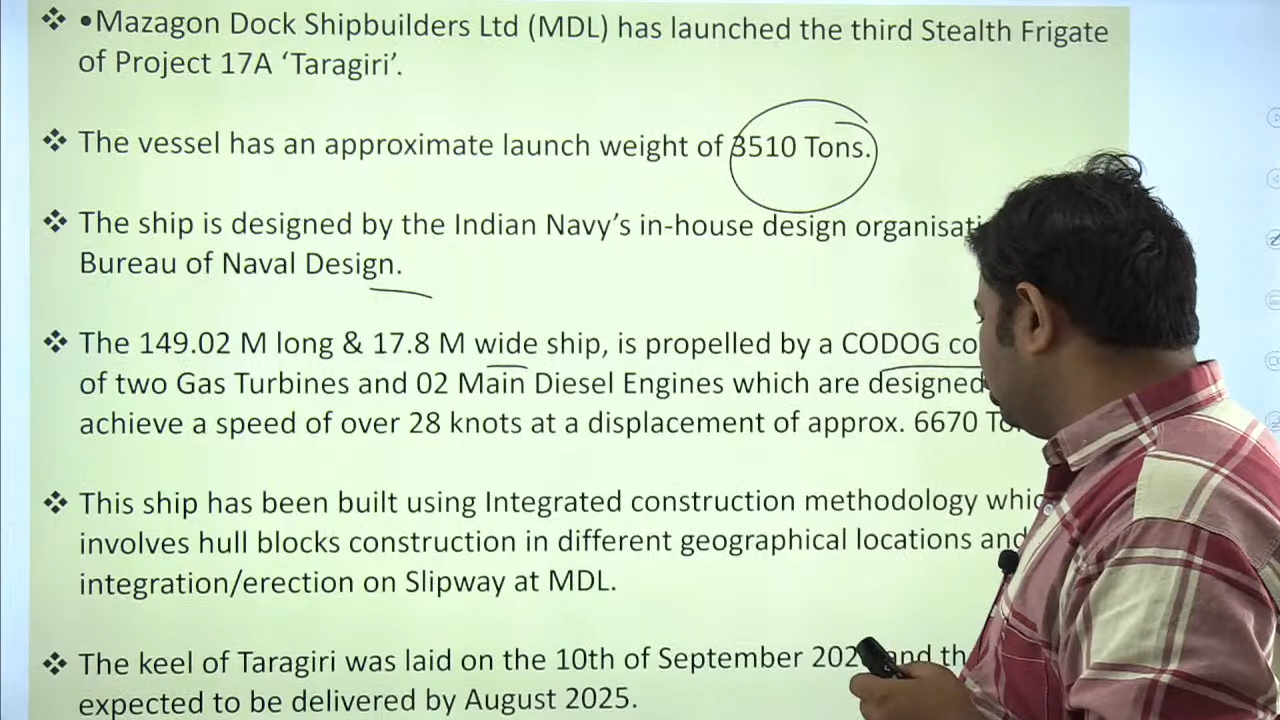 ❖ •Mazagon Dock Shipbuilders Ltd (MDL) has launched the third Stealth Frigate
of Project 17A ‘Taragiri’.
❖ The vessel has an approximate launch weight of 3510 Tons.
❖ The ship is designed by the Indian Navy’s in-house design
Bureau of Naval Design.
❖ The 149.02 M long & 17.8 M wide ship, is propelled by a CODOG
of two Gas Turbines and 02 Main Diesel Engines which are designed
achieve a speed of over 28 knots at a displacement of approx. 6670
❖ This ship has been built using Integrated construction methodology
involves hull blocks construction in different geographical locations and
integration/erection on Slipway at MDL.
❖ The keel of Taragiri was laid on the 10th of September and
expected to be delivered by August 2025.